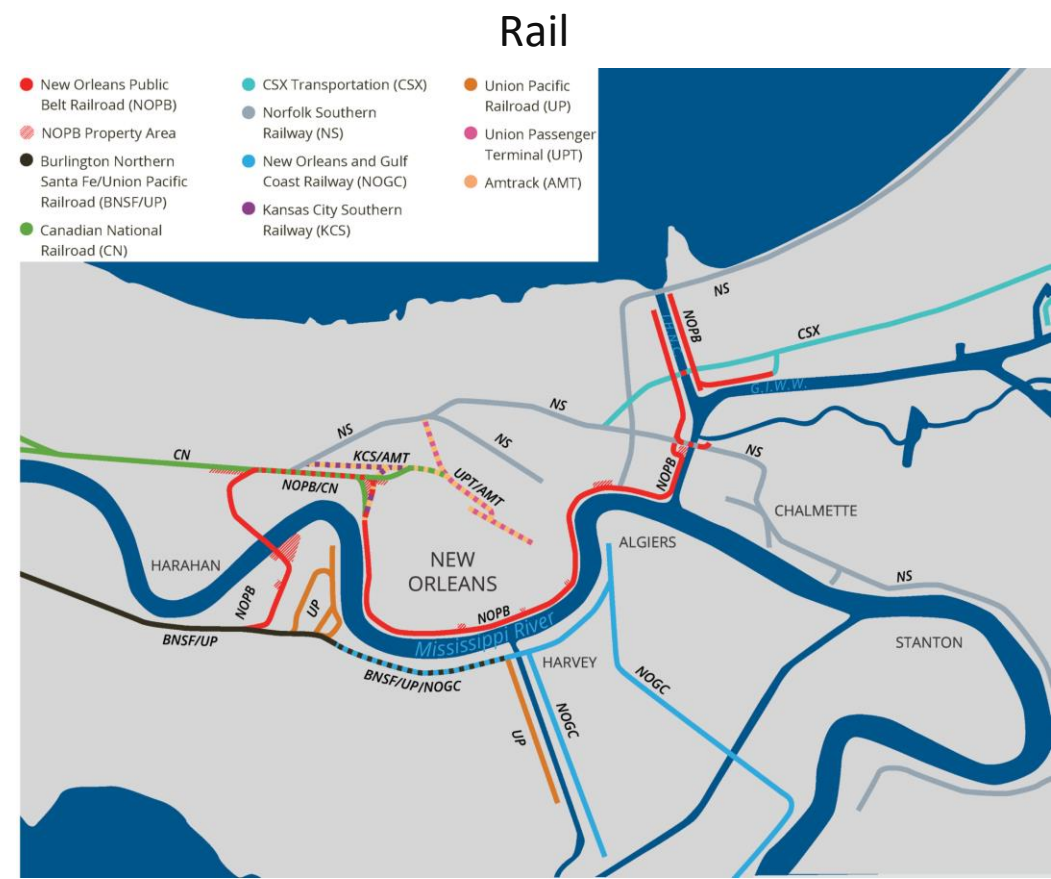 Rail
New Orleans Public
Belt Railroad (NOPB)
NOPB Property Area
Burlington Northern
Santa Fe/Union Pacific
Railroad (BNSF/UP)
Canadian National
Railroad (CN)
CSX Transportation (CSX)
Norfolk Southern
Railway (NS)
New Orleans and Gulf
Coast Railway (NOGC)
Kansas City Southern
Railway (KCS)
Union Pacific
Railroad (UP)
Union Passenger
Terminal (UPT)
Amtrack (AMT)
NS
NOPB
I.H.N.C.
CSX
G.I.W.W.
NS
NS
NS
KCS/AMT
CN
NOPB/CN
UPT/AMT
NOPB
NS
CHALMETTE
ALGIERS
NEW
ORLEANS
HARAHAN
NOPB
UP
NOPB
Mississippi River
NS
STANTON
BNSF/UP
BNSF/UP/NOGC
HARVEY
NOGC
NOGC
UP